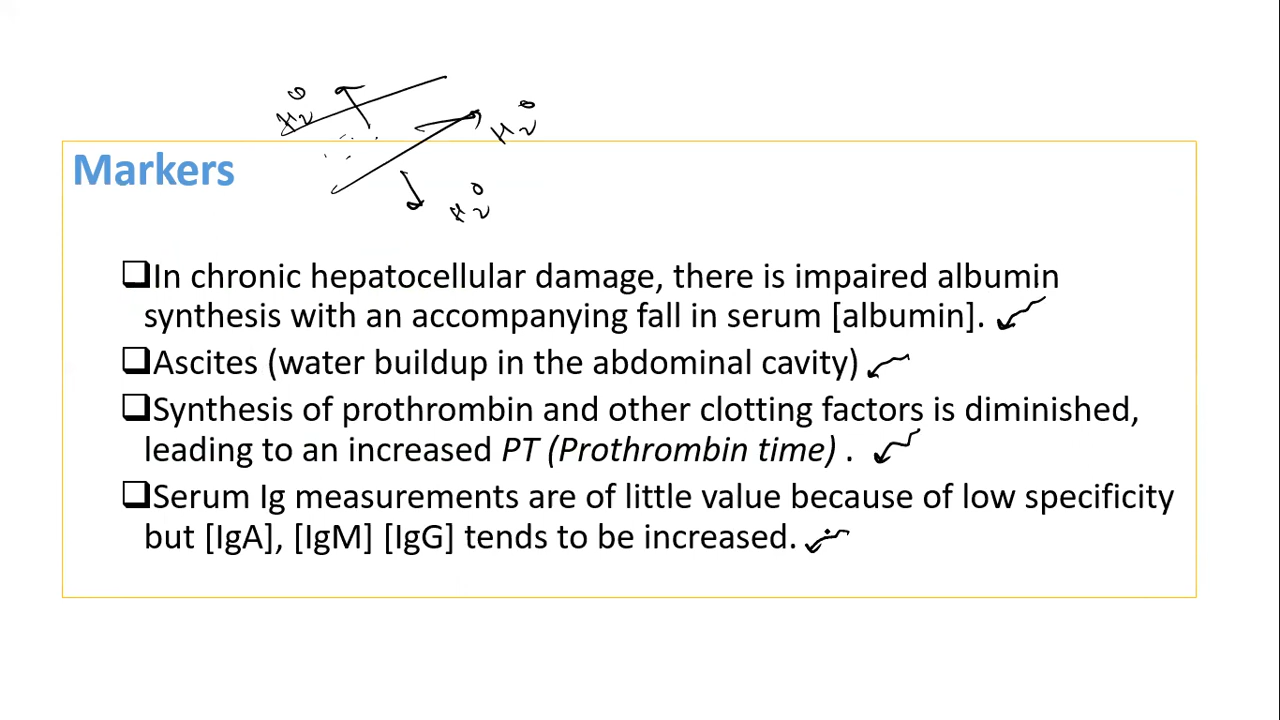 H2O
H2O
H2O
Markers
In chronic hepatocellular damage, there is impaired albumin
synthesis with an accompanying fall in serum [albumin].
Ascites (water buildup in the abdominal cavity)
Synthesis of prothrombin and other clotting factors is diminished,
leading to an increased PT (Prothrombin time) .
Serum Ig measurements are of little value because of low specificity
but [IgA], [IgM] [IgG] tends to be increased.